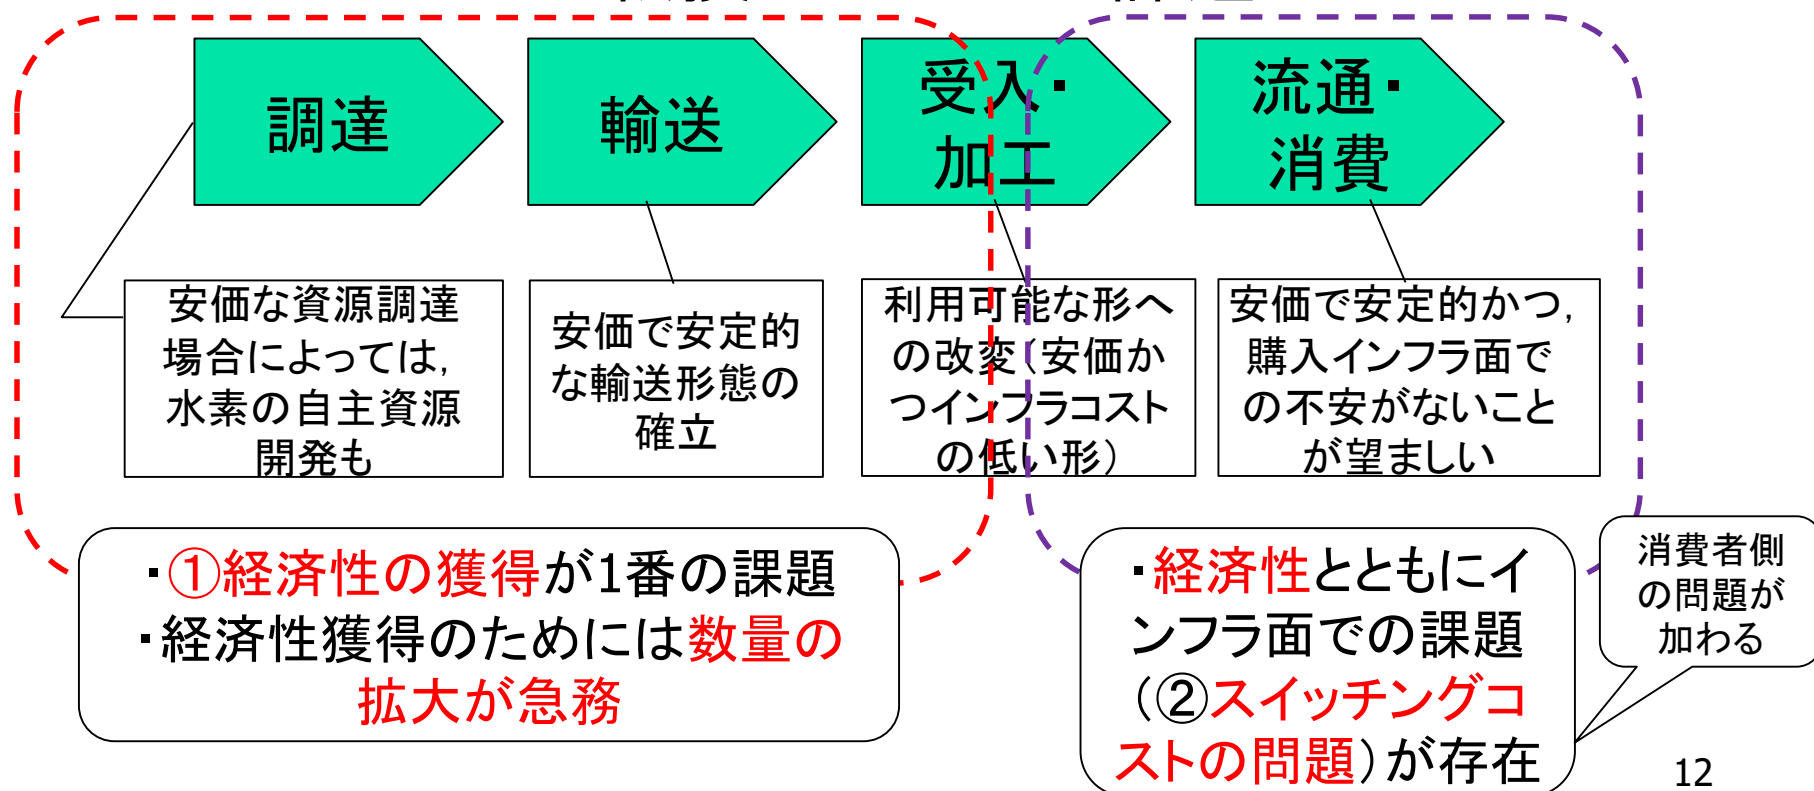 調達
輸送
受入・
加工
流通・
消費
安価な資源調達
場合によっては,
水素の自主資源
開発も
安価で安定的
な輸送形態の
確立
利用可能な形へ
の改変（安価か
つインフラコスト
の低い形）
安価で安定的かつ,
購入インフラ面で
の不安がないこと
が望ましい
・①経済性の獲得が1番の課題
・経済性獲得のためには数量の
拡大が急務
・経済性とともにイ
ンフラ面での課題
（②スイッチングコ
ストの問題）が存在
消費者側
の問題が
加わる
12